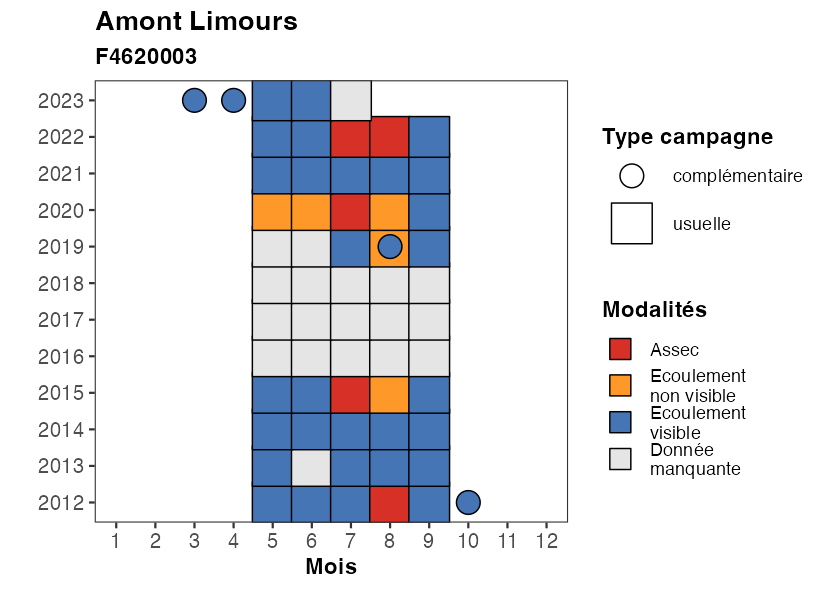 Amont Limours
F4620003
2023
2022
2021
2020
2019
2018
2017
2016
2015
2014
2013
2012
1 2 3 4 5 6 7 8 9 10 11 12
Mois
Type campagne
complémentaire
usuelle
Modalités
Assec
Ecoulement
non visible
Ecoulement
visible
Donnée
manquante